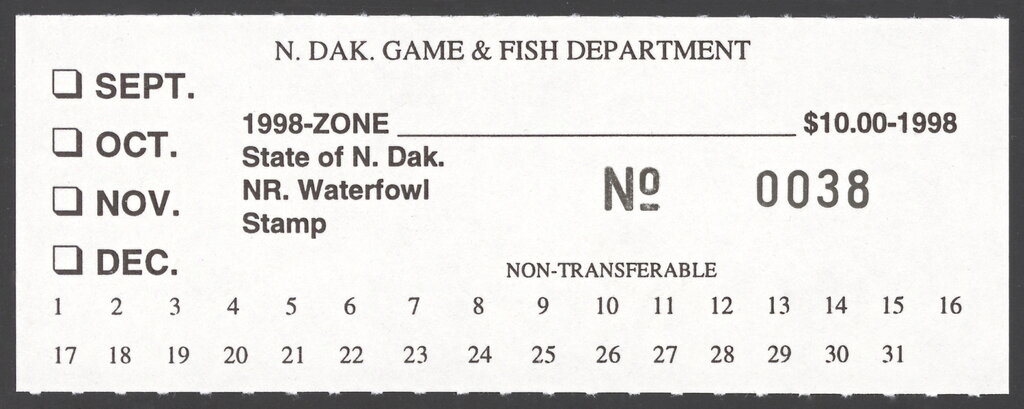 N. DAK. GAME & FISH DEPARTMENT
☐ SEPT.
☐ OCT.
☐ NOV.
☐ DEC.
1998-ZONE ______________________________ $10.00-1998
State of N. Dak.
NR. Waterfowl
Stamp
Nº 0038
NON-TRANSFERABLE
1 2 3 4 5 6 7 8 9 10 11 12 13 14 15 16
17 18 19 20 21 22 23 24 25 26 27 28 29 30 31